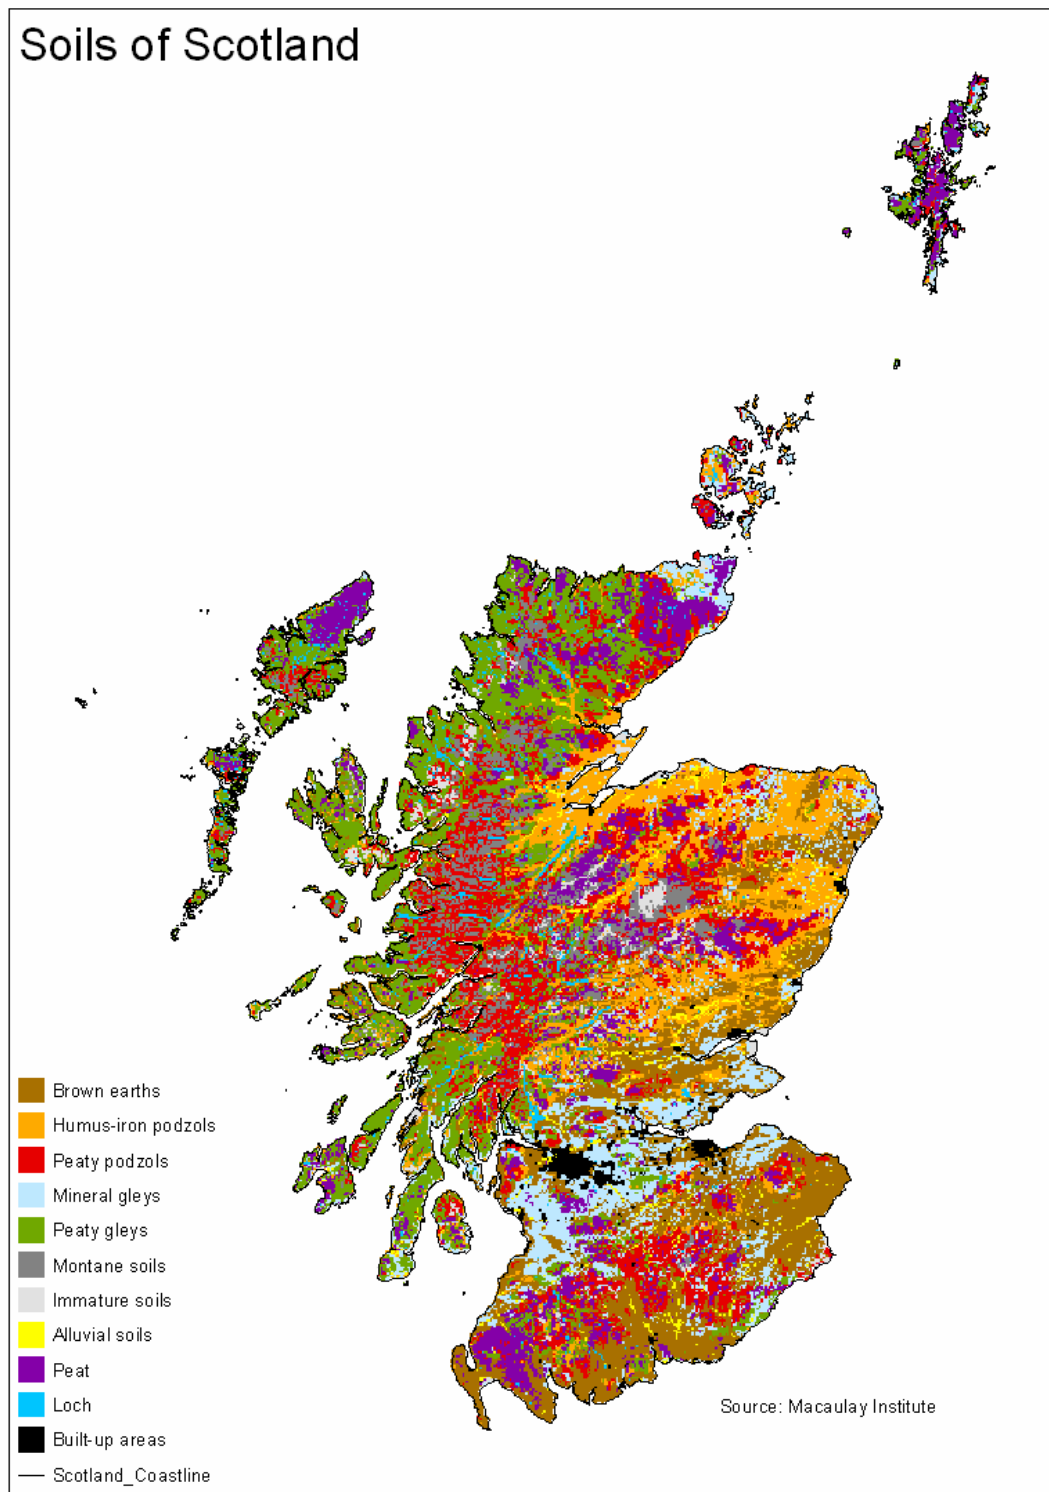 Soils of Scotland
Brown earths
Humus-iron podzols
Peaty podzols
Mineral gleys
Peaty gleys
Montane soils
Immature soils
Alluvial soils
Peat
Loch
Built-up areas
Scotland_Coastline
Source: Macaulay Institute